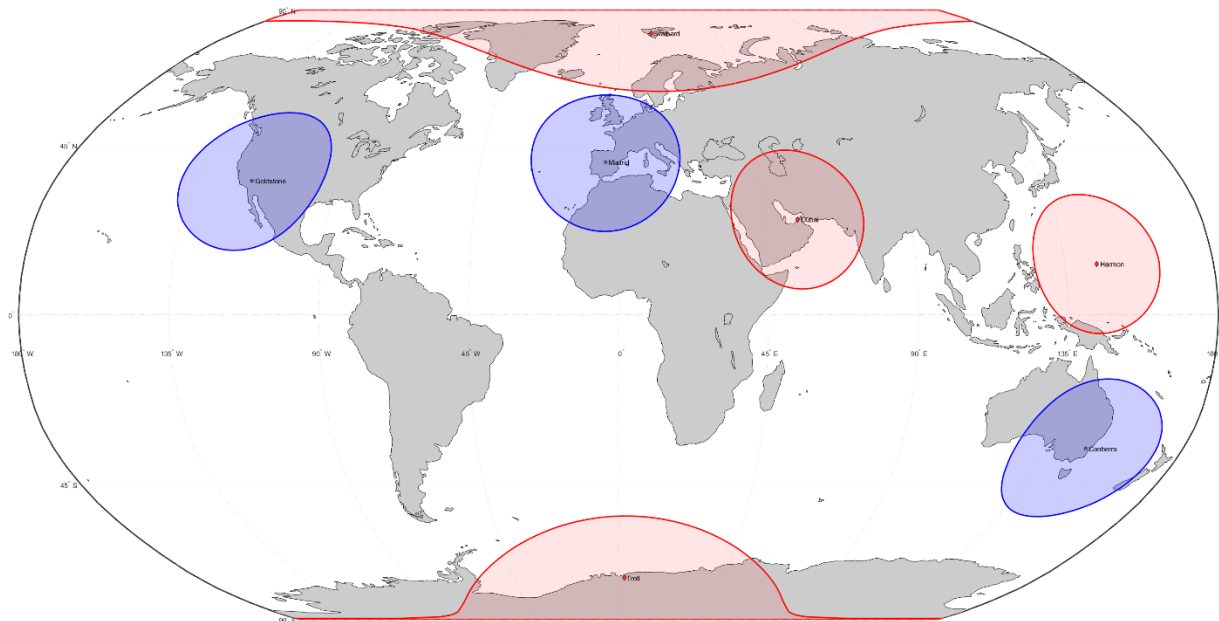 90° N
Svalbard
45° N
Madrid
Goldstone
Dubai
Harmon
0°
180° W
135° W
90° W
45° W
0°
45° E
90° E
135° E
180°
Canberra
45° S
Troll
90° S